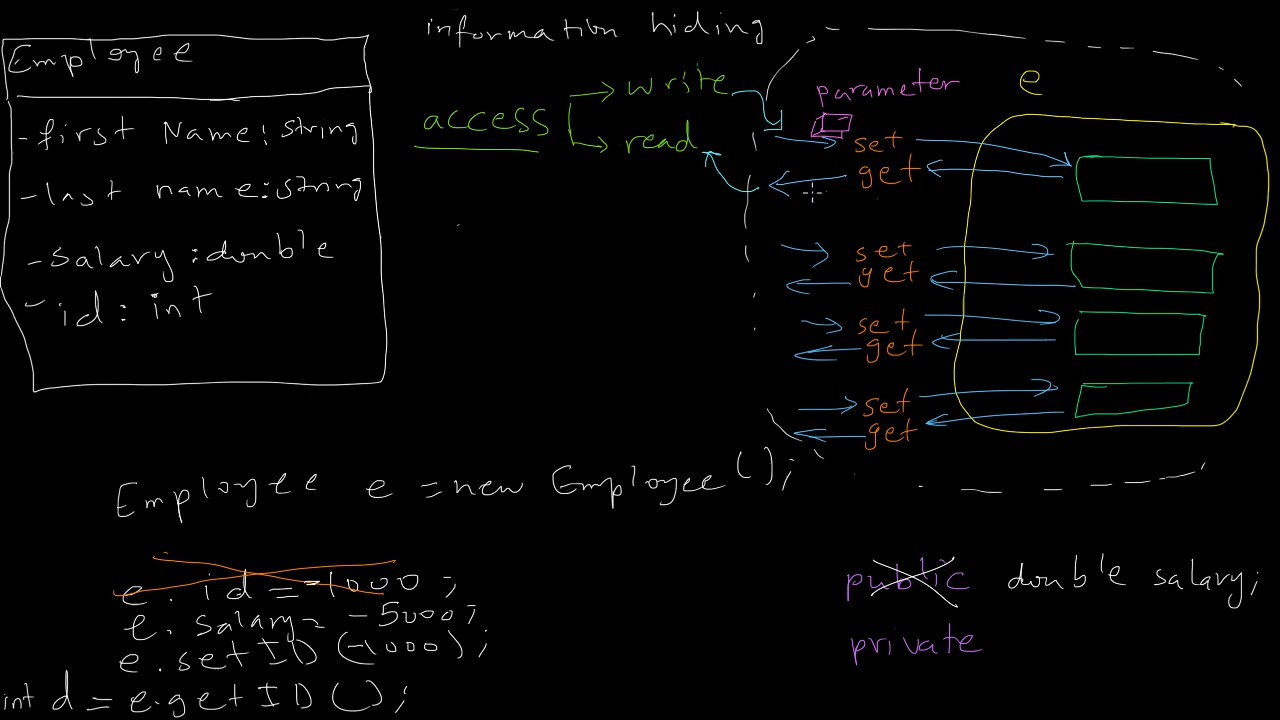 information hiding
Employee
- first Name: string
- last name: string
- salary: double
- id: int
access
write
read
parameter
e
set
get
set
get
set
get
set
get
Employee e = new Employee();
e. id = -1000;
e. salary = -5000;
e. setID (-1000);
int d = e.getID();
public double salary;
private